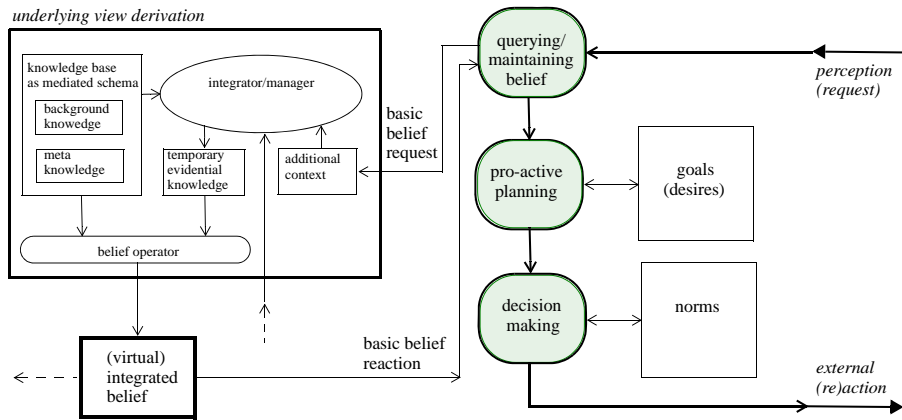 underlying view derivation
knowledge base
as mediated schema
background
knowedge
meta
knowledge
integrator/manager
temporary
evidential
knowledge
additional
context
belief operator
(virtual)
integrated
belief
basic
belief
request
basic belief
reaction
querying/
maintaining
belief
pro-active
planning
decision
making
goals
(desires)
norms
perception
(request)
external
(re)action